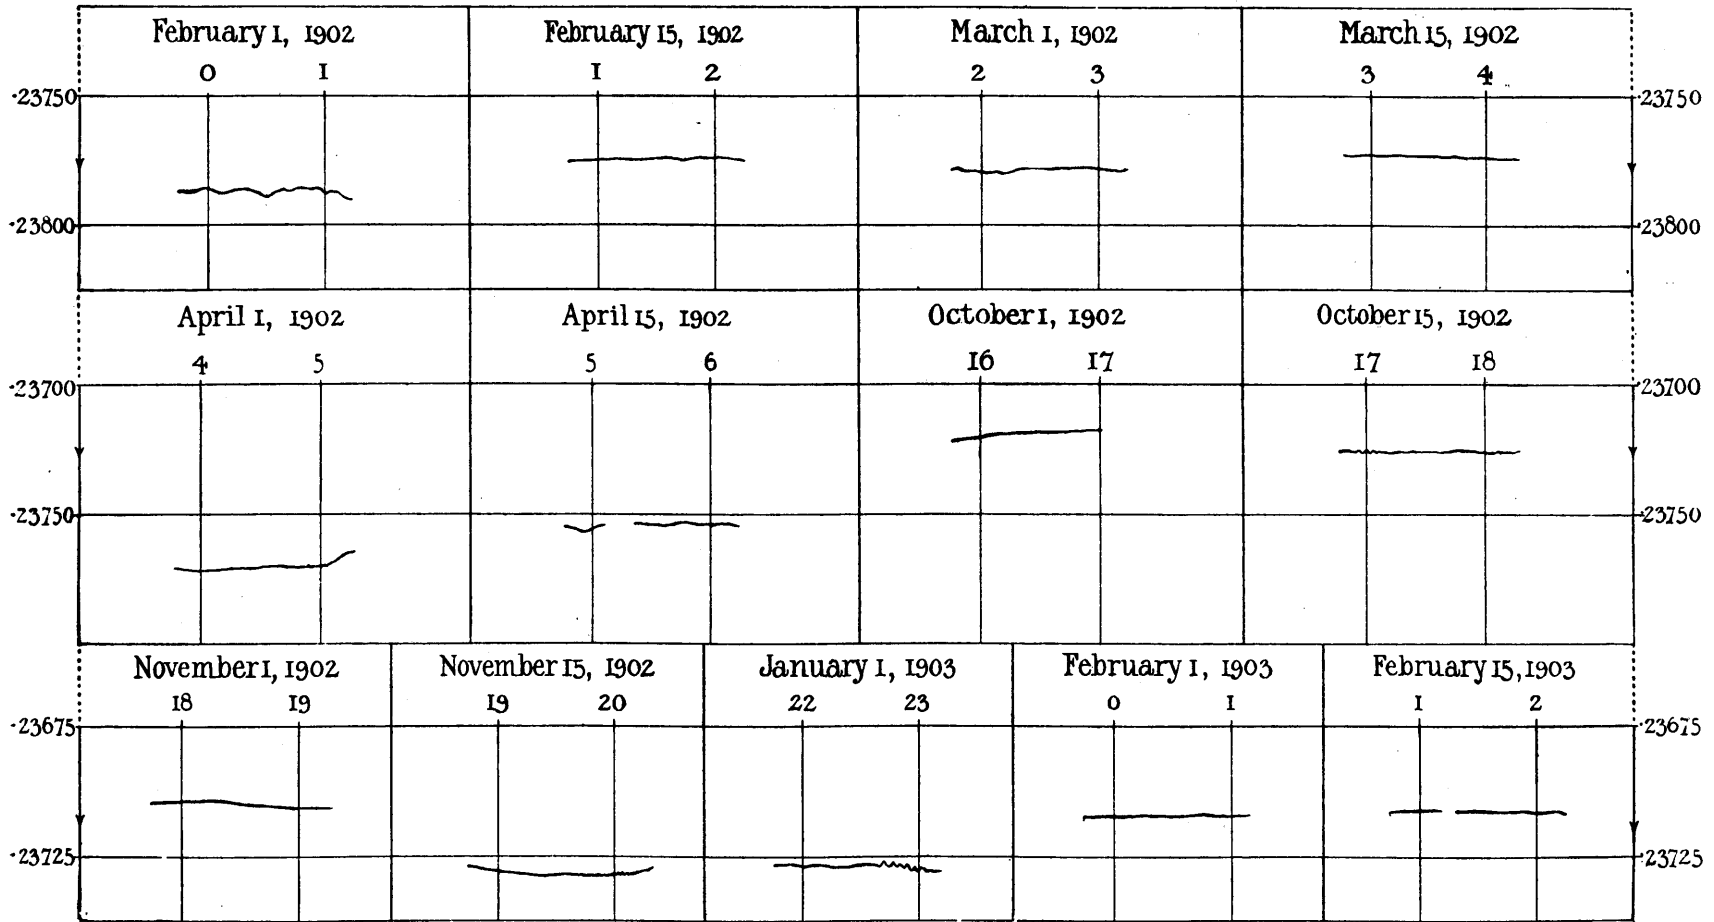 February 1, 1902 February 15, 1902 March 1, 1902 March 15, 1902
0 1 1 2 2 3 3 4
·23750 ·23750
·23800 ·23800
April 1, 1902 April 15, 1902 October 1, 1902 October 15, 1902
4 5 5 6 16 17 17 18
·23700 ·23700
·23750 ·23750
November 1, 1902 November 15, 1902 January 1, 1903 February 1, 1903 February 15, 1903
18 19 19 20 22 23 0 1 1 2
·23675 ·23675
·23725 ·23725